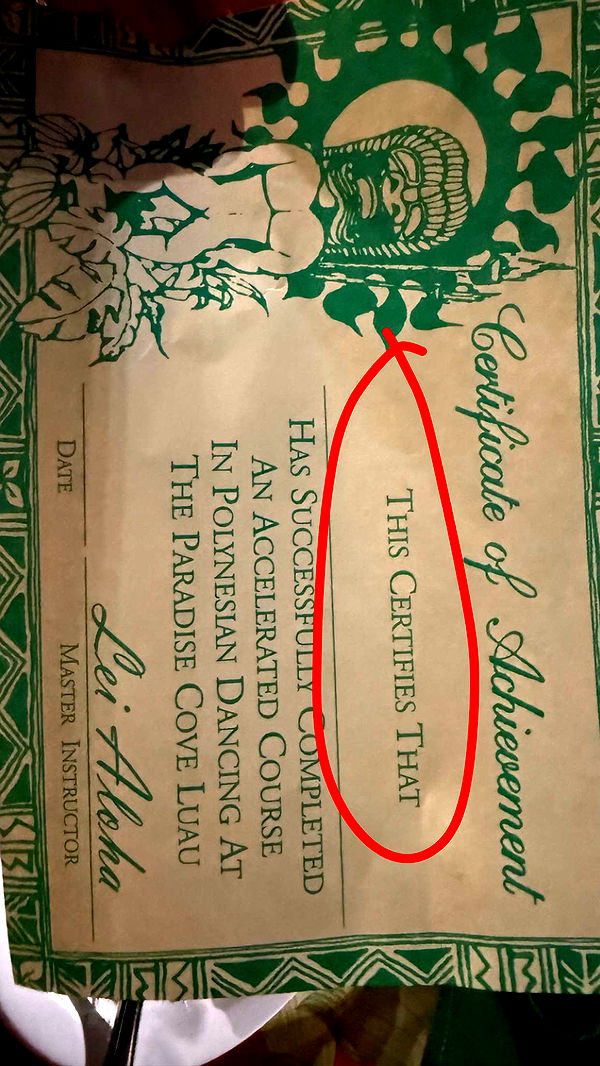 Certificate of Achievement
THIS CERTIFIES THAT
HAS SUCCESSFULLY COMPLETED
AN ACCELERATED COURSE
IN POLYNESIAN DANCING AT
THE PARADISE COVE LUAU
Lei Aloha
DATE MASTER INSTRUCTOR